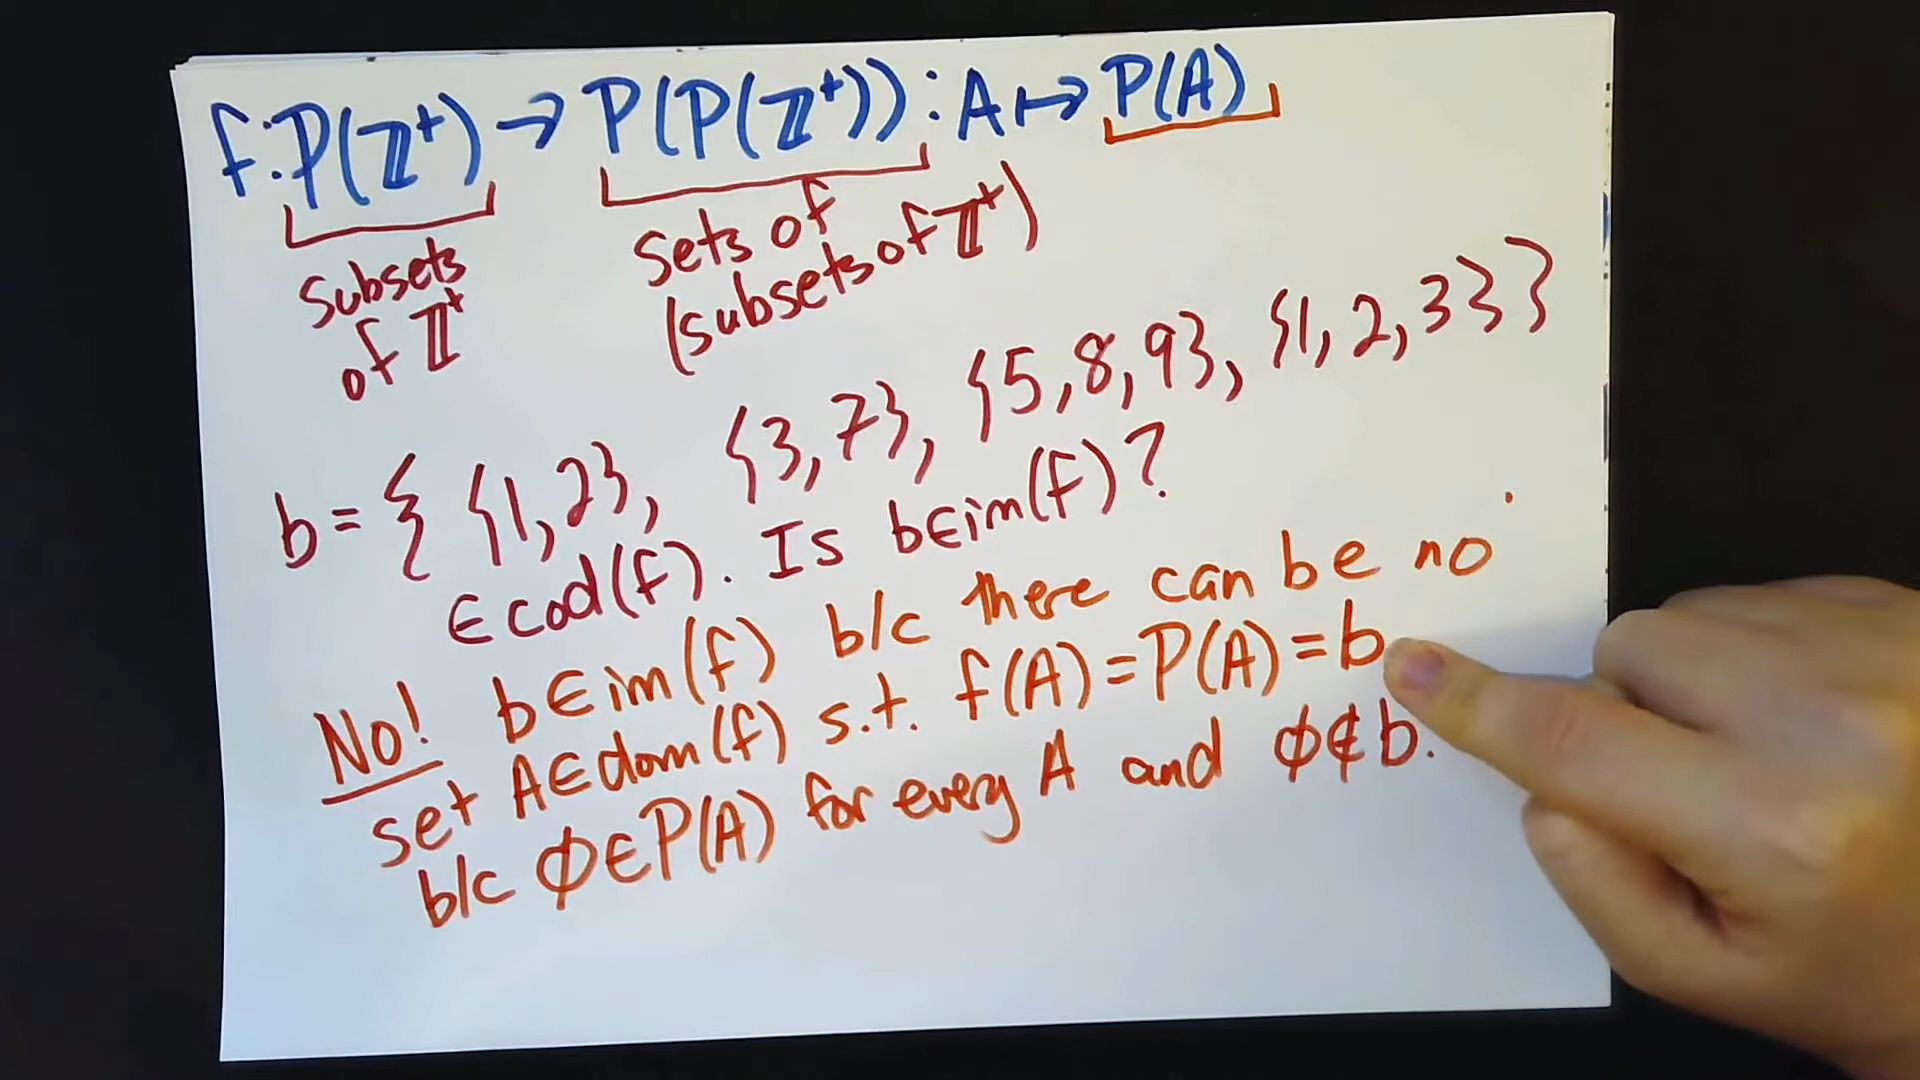 f: P(ℤ⁺) → P(P(ℤ⁺)) : A ↦ P(A)
Subsets of ℤ⁺
Sets of
(subsets of ℤ⁺)
b = { {1, 2}, {3, 7}, {5, 8, 9}, {1, 2, 3} }
∈ cod(f). Is b ∈ im(f)?
No! b ∈ im(f) b/c there can be no
set A ∈ dom(f) s.t. f(A) = P(A) = b
b/c ∅ ∈ P(A) for every A and ∅ ∉ b.